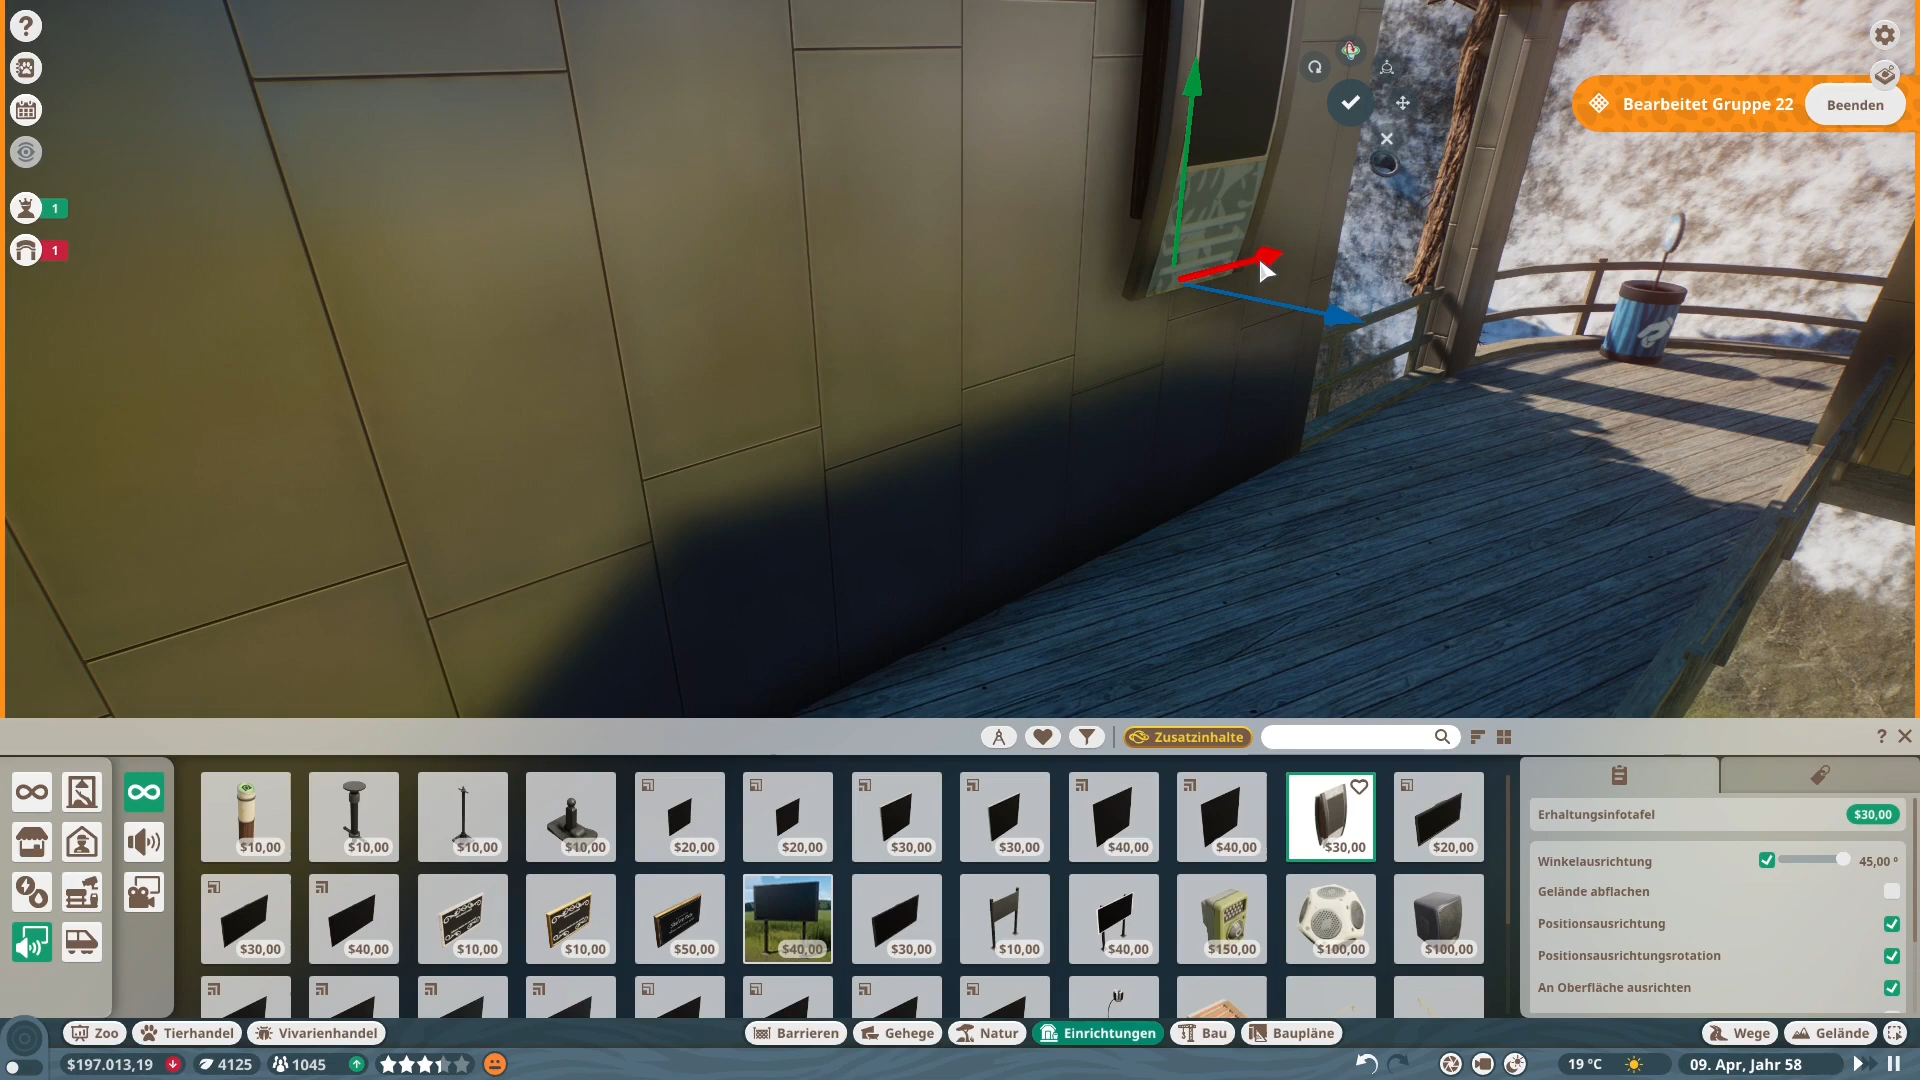 ?
Bearbeitet Gruppe 22
Beenden
1
1
Zusatzinhalte
?
$10,00
$10,00
$10,00
$10,00
$20,00
$20,00
$30,00
$30,00
$40,00
$40,00
$30,00
$20,00
$30,00
$40,00
$10,00
$10,00
$50,00
$40,00
$30,00
$10,00
$40,00
$150,00
$100,00
$100,00
Erhaltungsinfotafel
$30,00
Winkelausrichtung
45,00 °
Gelände abflachen
Positionsausrichtung
Positionsausrichtungsrotation
An Oberfläche ausrichten
Zoo
Tierhandel
Vivarienhandel
Barrieren
Gehege
Natur
Einrichtungen
Bau
Baupläne
Wege
Gelände
$197.013,19
4125
1045
19 °C
09. Apr, Jahr 58